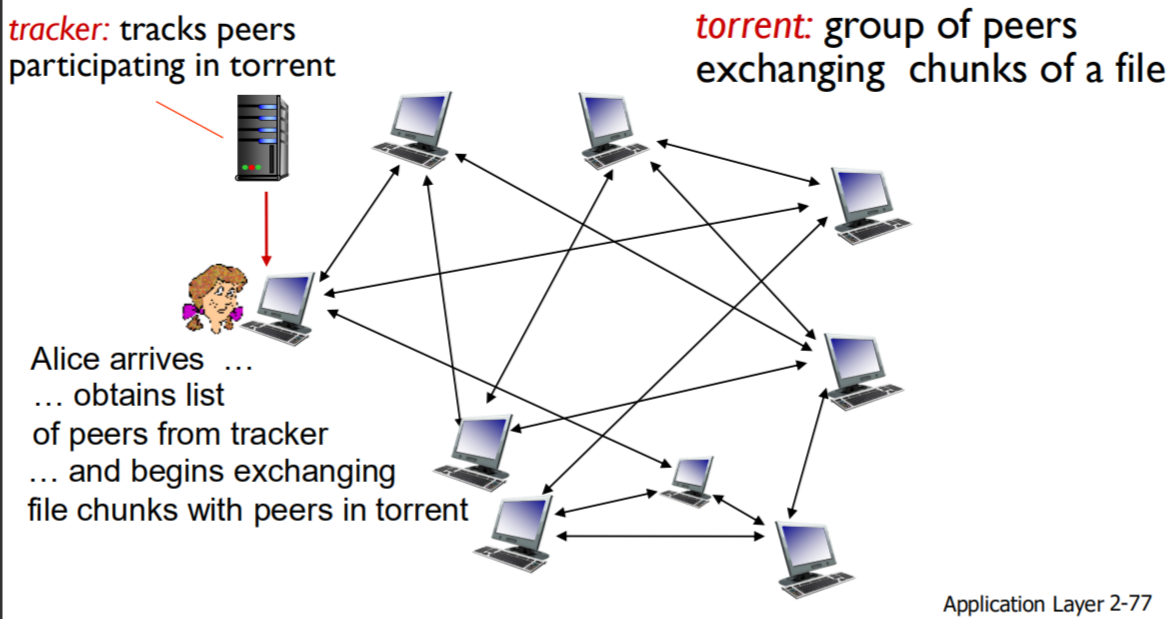 tracker: tracks peers
participating in torrent
torrent: group of peers
exchanging chunks of a file
Alice arrives …
… obtains list
of peers from tracker
… and begins exchanging
file chunks with peers in torrent
Application Layer 2-77